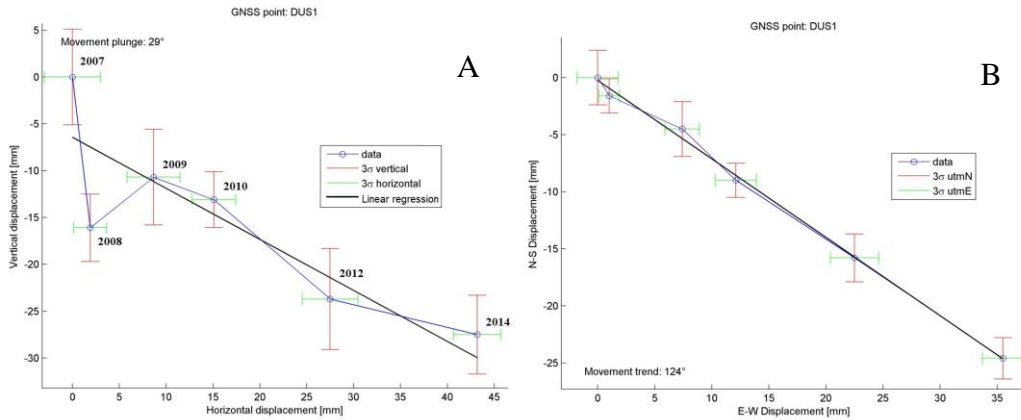 GNSS point: DUS1
5
0
-5
-10
-15
-20
-25
-30
Vertical displacement [mm]
Movement plunge: 29°
A
2007
2008
2009
2010
2012
2014
data
3σ vertical
3σ horizontal
Linear regression
0 5 10 15 20 25 30 35 40 45
Horizontal displacement [mm]
GNSS point: DUS1
B
0
-5
-10
-15
-20
-25
N-S Displacement [mm]
data
3σ utmN
3σ utmE
Movement trend: 124°
0 5 10 15 20 25 30 35
E-W Displacement [mm]